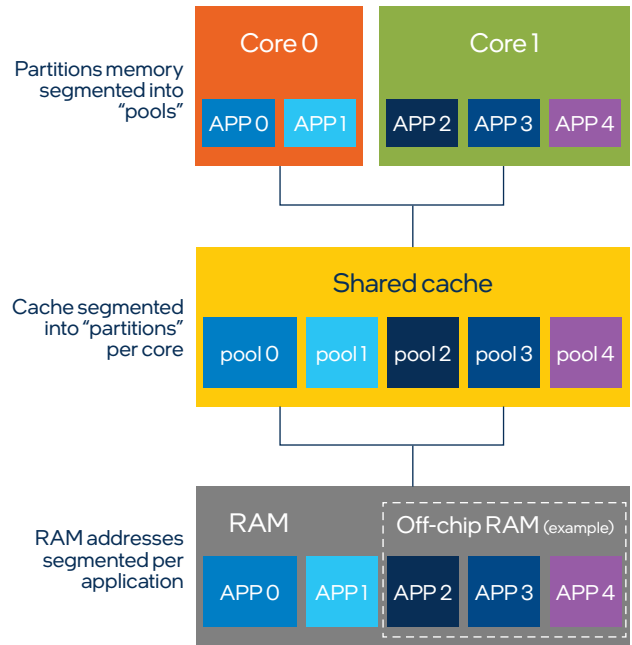 Partitions memory
segmented into
“pools”
Core 0
APP 0
APP 1
Core 1
APP 2
APP 3
APP 4
Cache segmented
into “partitions”
per core
Shared cache
pool 0
pool 1
pool 2
pool 3
pool 4
RAM addresses
segmented per
application
RAM
Off-chip RAM (example)
APP 0
APP 1
APP 2
APP 3
APP 4